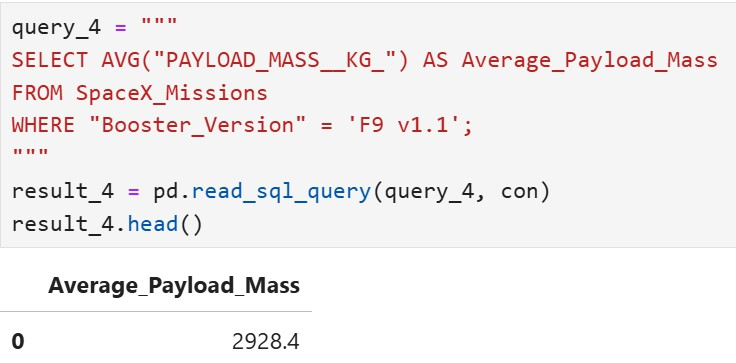 query_4 = """
SELECT AVG("PAYLOAD_MASS__KG_") AS Average_Payload_Mass
FROM SpaceX_Missions
WHERE "Booster_Version" = 'F9 v1.1';
"""
result_4 = pd.read_sql_query(query_4, con)
result_4.head()
Average_Payload_Mass
0 2928.4